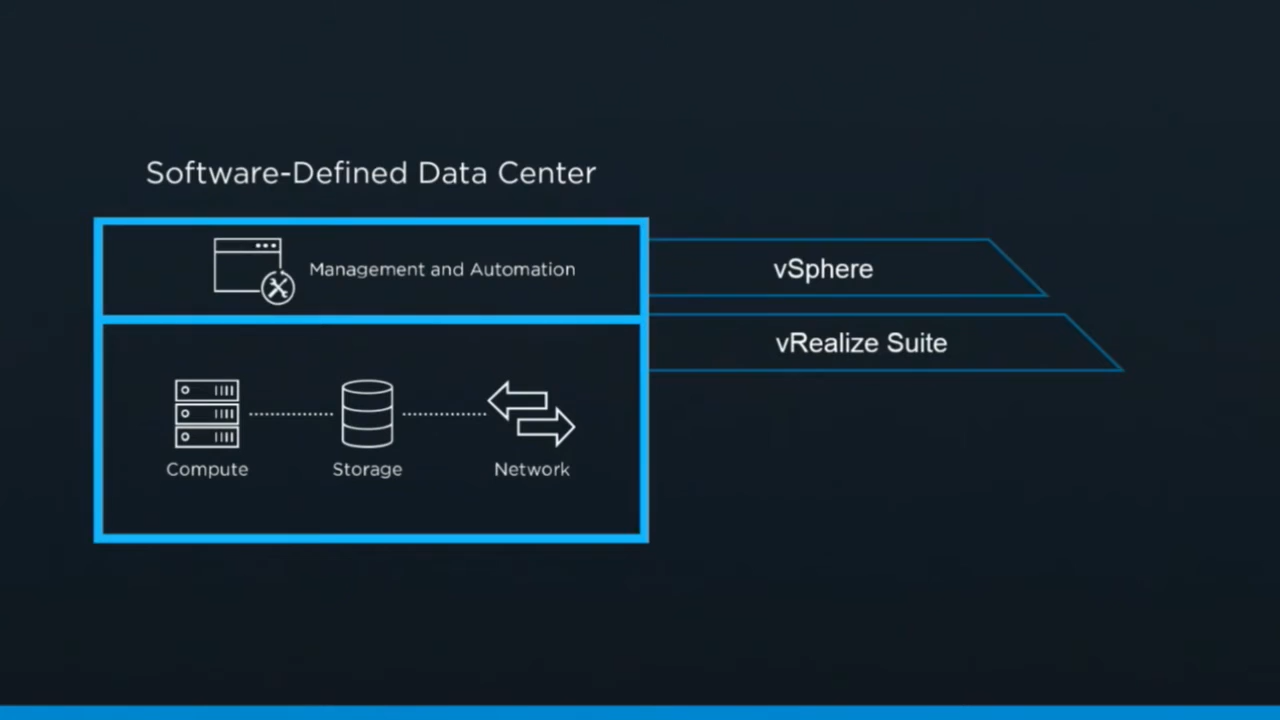 Software-Defined Data Center
Management and Automation
vSphere
vRealize Suite
Compute
Storage
Network